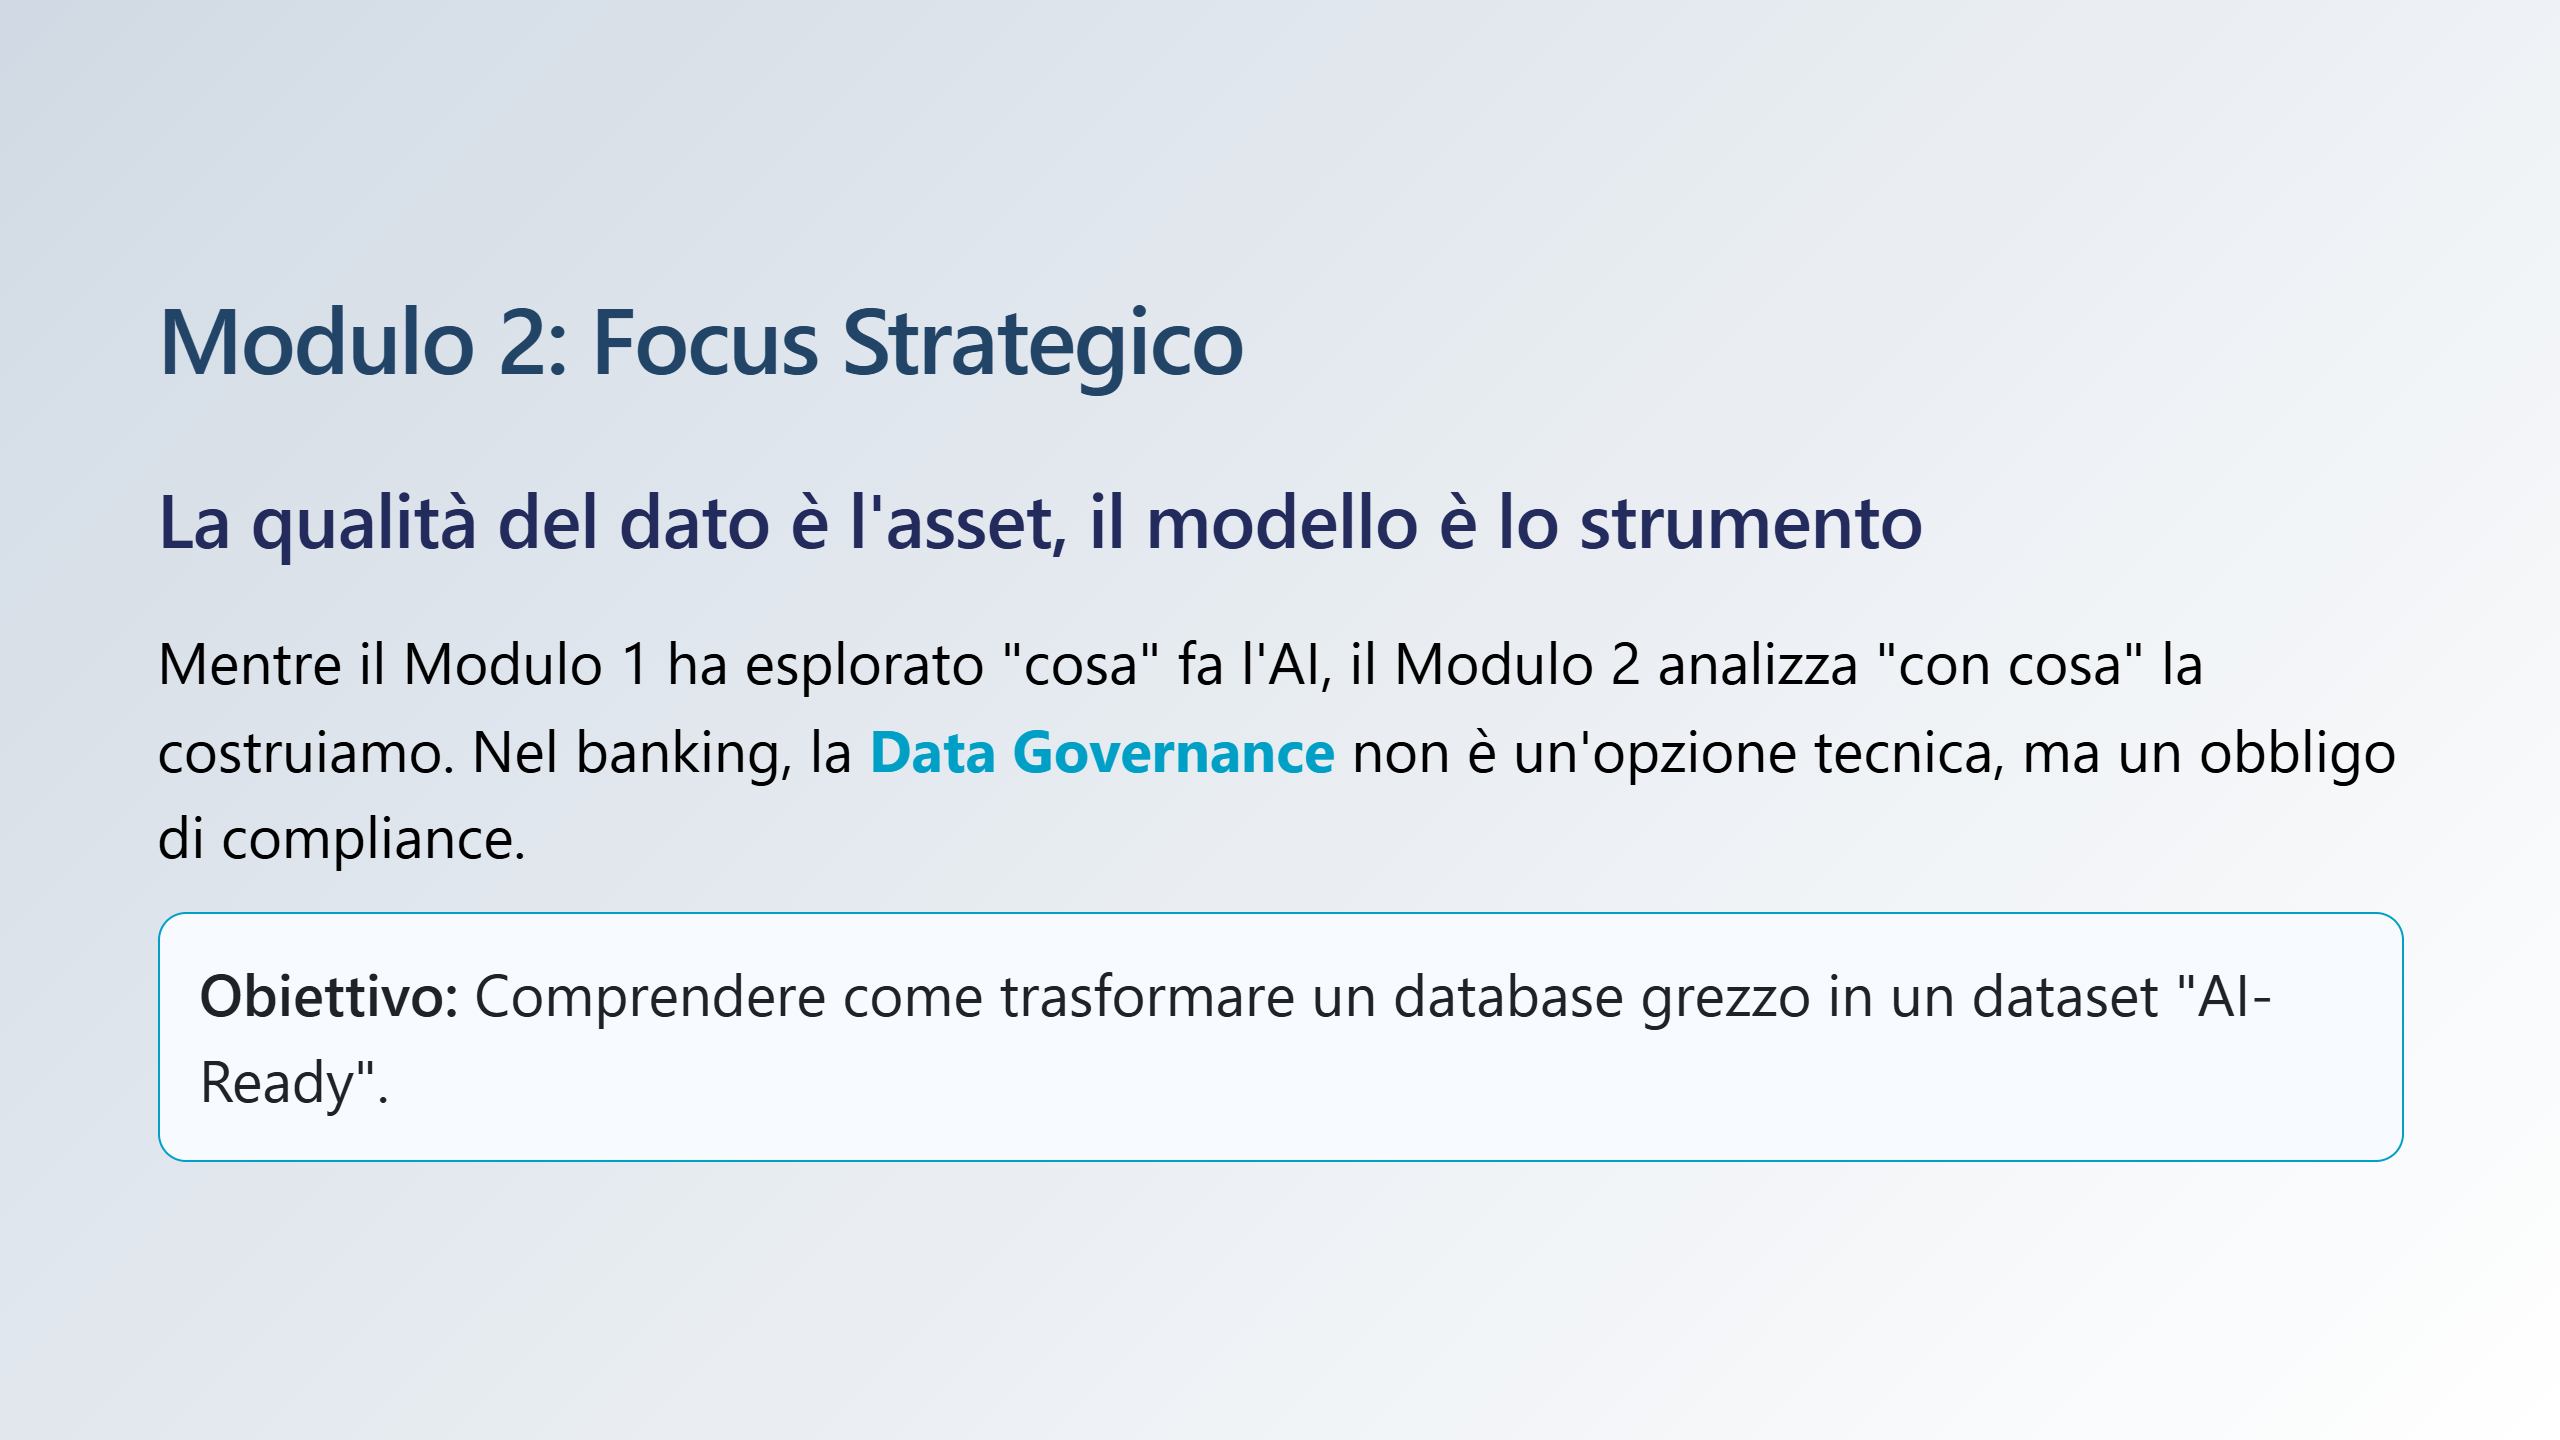 Modulo 2: Focus Strategico
La qualità del dato è l'asset, il modello è lo strumento
Mentre il Modulo 1 ha esplorato "cosa" fa l'AI, il Modulo 2 analizza "con cosa" la
costruiamo. Nel banking, la Data Governance non è un'opzione tecnica, ma un obbligo
di compliance.
Obiettivo: Comprendere come trasformare un database grezzo in un dataset "AI-
Ready".